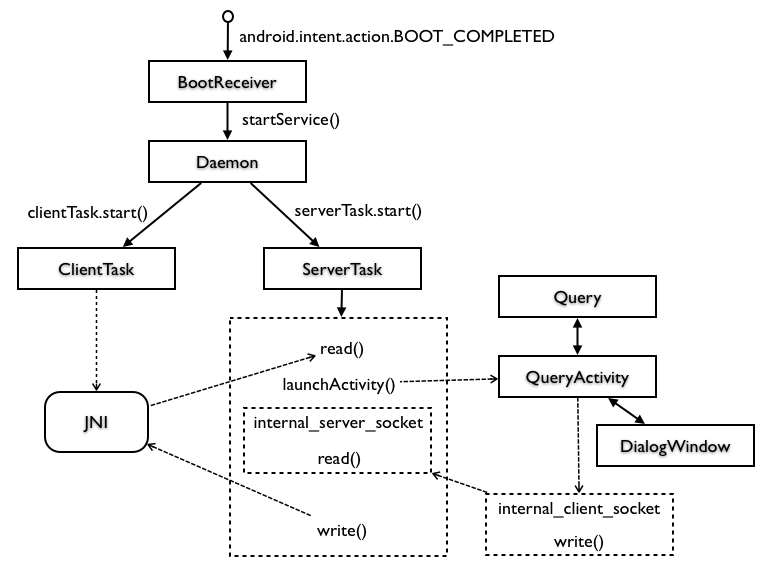 android.intent.action.BOOT_COMPLETED
BootReceiver
startService()
Daemon
clientTask.start()
serverTask.start()
ClientTask
ServerTask
Query
read()
launchActivity()
QueryActivity
JNI
internal_server_socket
read()
DialogWindow
internal_client_socket
write()
write()